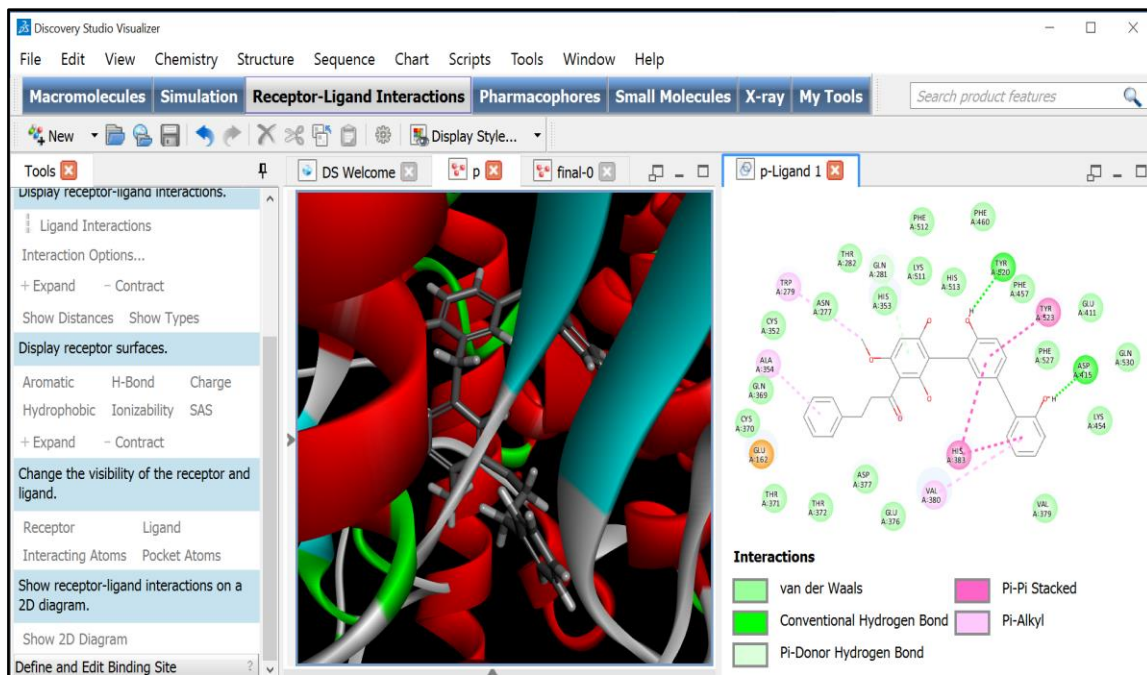 Discovery Studio Visualizer
File Edit View Chemistry Structure Sequence Chart Scripts Tools Window Help
Macromolecules Simulation Receptor-Ligand Interactions Pharmacophores Small Molecules X-ray My Tools Search product features
New Display Style...
Tools DS Welcome p final-0 p-Ligand 1
Display receptor-ligand interactions.
Ligand Interactions
Interaction Options...
+ Expand - Contract
Show Distances Show Types
Display receptor surfaces.
Aromatic H-Bond Charge
Hydrophobic Ionizability SAS
+ Expand - Contract
Change the visibility of the receptor and
ligand.
Receptor Ligand
Interacting Atoms Pocket Atoms
Show receptor-ligand interactions on a
2D diagram.
Show 2D Diagram
Define and Edit Binding Site ?
PHE
A:512
PHE
A:460
THR
A:282
GLN
A:281
LYS
A:511
HIS
A:513
TYR
A:520
TRP
A:279
ASN
A:277
HIS
A:353
PHE
A:457
TYR
A:523
GLU
A:411
CYS
A:352
H
O
O
O
ALA
A:354
PHE
A:527
ASP
A:415
GLN
A:530
GLN
A:369
O
O
O
H
CYS
A:370
LYS
A:454
GLU
A:162
HIS
A:383
ASP
A:377
VAL
A:380
THR
A:371
THR
A:372
GLU
A:376
VAL
A:379
Interactions
van der Waals
Conventional Hydrogen Bond
Pi-Donor Hydrogen Bond
Pi-Pi Stacked
Pi-Alkyl